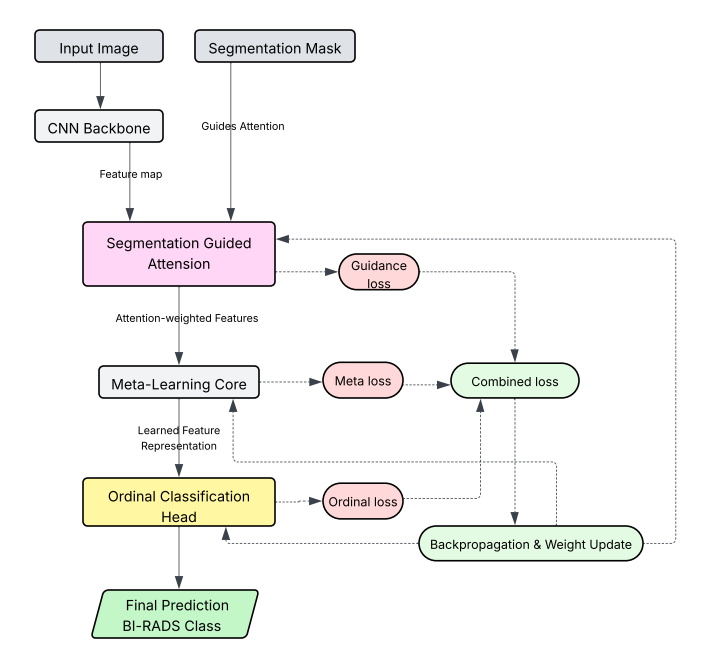 Input Image
Segmentation Mask
CNN Backbone
Guides Attention
Feature map
Segmentation Guided
Attension
Guidance
loss
Attention-weighted Features
Meta-Learning Core
Meta loss
Combined loss
Learned Feature
Representation
Ordinal Classification
Head
Ordinal loss
Backpropagation & Weight Update
Final Prediction
BI-RADS Class